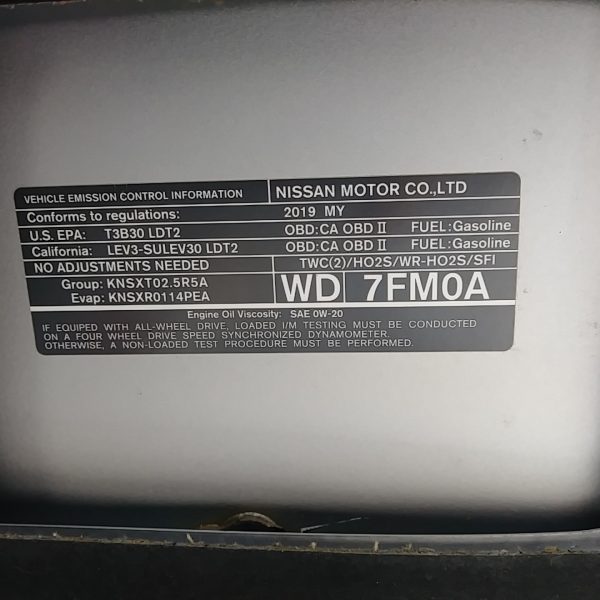 VEHICLE EMISSION CONTROL INFORMATION NISSAN MOTOR CO.,LTD
Conforms to regulations: 2019 MY
U.S. EPA: T3B30 LDT2 OBD:CA OBD II FUEL:Gasoline
California: LEV3-SULEV30 LDT2 OBD:CA OBD II FUEL:Gasoline
NO ADJUSTMENTS NEEDED TWC(2)/HO2S/WR-HO2S/SFI
Group: KNSXT02.5R5A
Evap: KNSXR0114PEA
WD 7FM0A
Engine Oil Viscosity: SAE 0W-20
IF EQUIPED WITH ALL-WHEEL DRIVE, LOADED I/M TESTING MUST BE CONDUCTED
ON A FOUR WHEEL DRIVE SPEED SYNCHRONIZED DYNAMOMETER.
OTHERWISE, A NON-LOADED TEST PROCEDURE MUST BE PERFORMED.